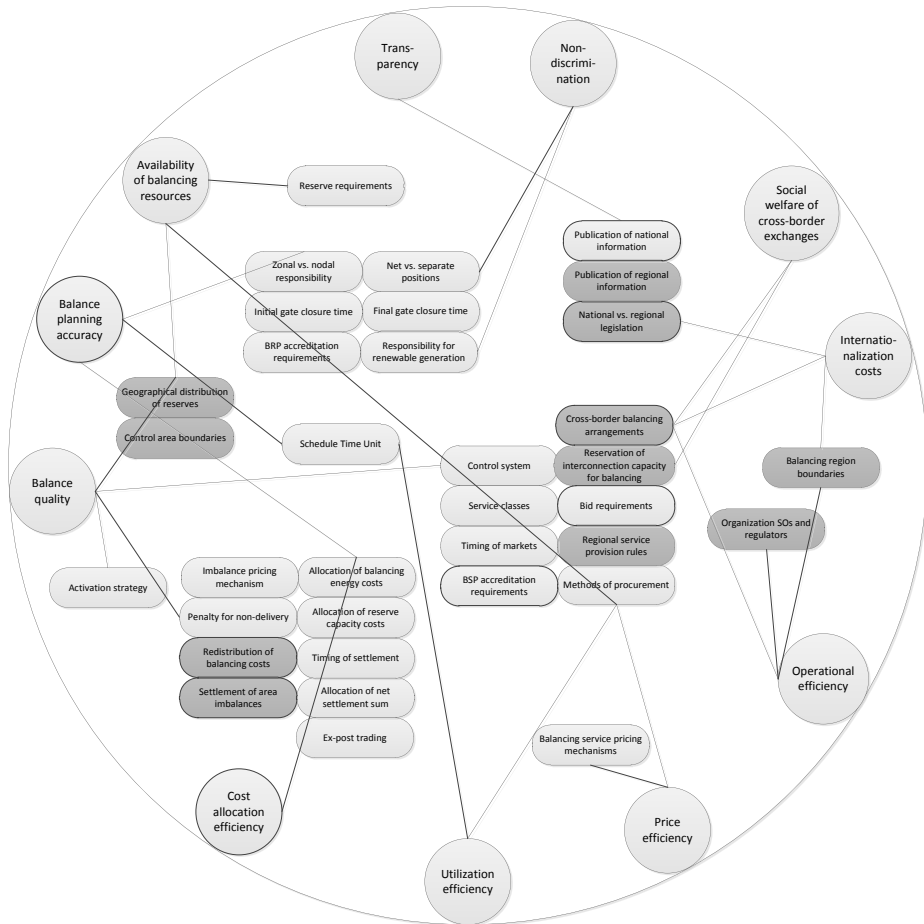 Trans-
parency
Non-
discrimi-
nation
Availability
of balancing
resources
Reserve requirements
Social
welfare of
cross-border
exchanges
Publication of national
information
Publication of regional
information
National vs. regional
legislation
Zonal vs. nodal
responsibility
Net vs. separate
positions
Initial gate closure time
Final gate closure time
BRP accreditation
requirements
Responsibility for
renewable generation
Balance
planning
accuracy
Internatio-
nalization
costs
Geographical distribution
of reserves
Control area boundaries
Schedule Time Unit
Cross-border balancing
arrangements
Control system
Reservation of
interconnection capacity
for balancing
Service classes
Bid requirements
Timing of markets
Regional service
provision rules
BSP accreditation
requirements
Methods of procurement
Balancing region
boundaries
Organization SOs and
regulators
Balance
quality
Activation strategy
Imbalance pricing
mechanism
Allocation of balancing
energy costs
Penalty for non-delivery
Allocation of reserve
capacity costs
Redistribution of
balancing costs
Timing of settlement
Settlement of area
imbalances
Allocation of net
settlement sum
Ex-post trading
Operational
efficiency
Balancing service pricing
mechanisms
Cost
allocation
efficiency
Price
efficiency
Utilization
efficiency